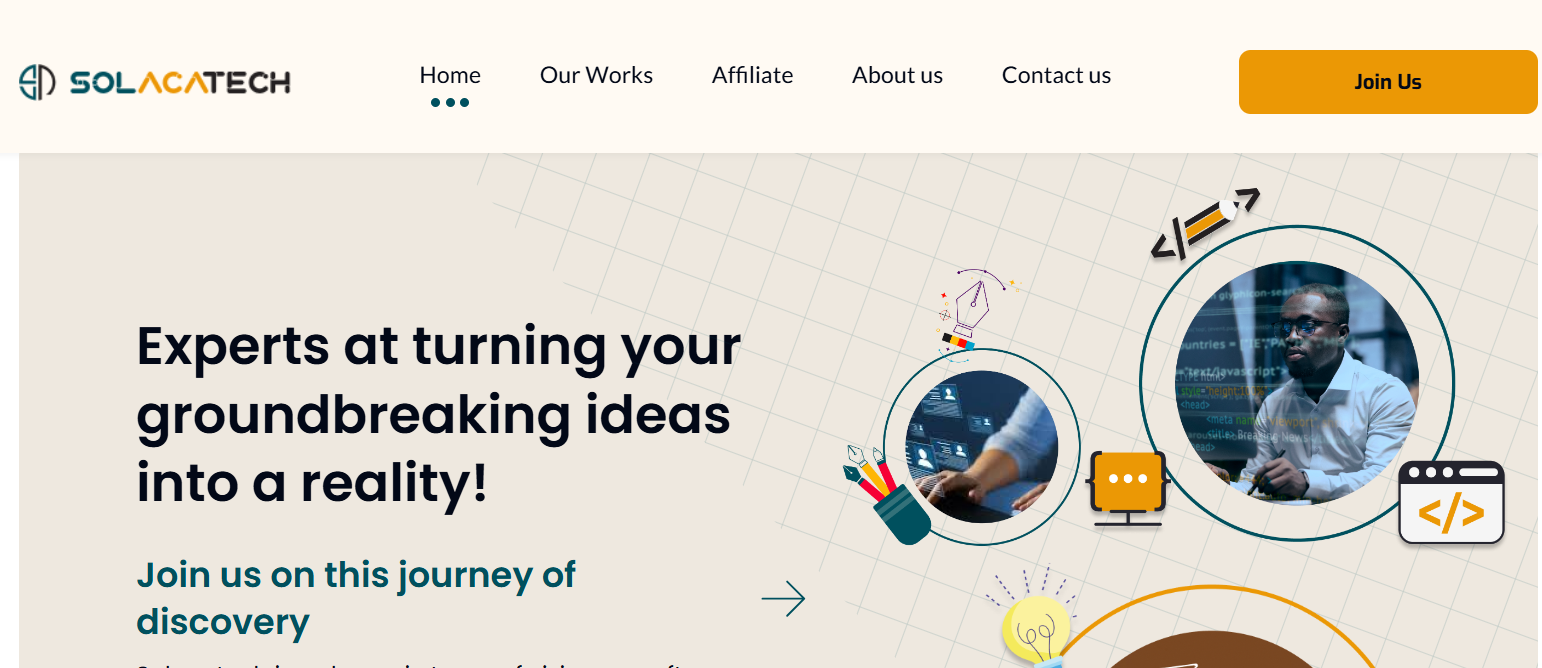 SOLACATECH
Home
Our Works
Affiliate
About us
Contact us
Join Us
Experts at turning your
groundbreaking ideas
into a reality!
Join us on this journey of
discovery